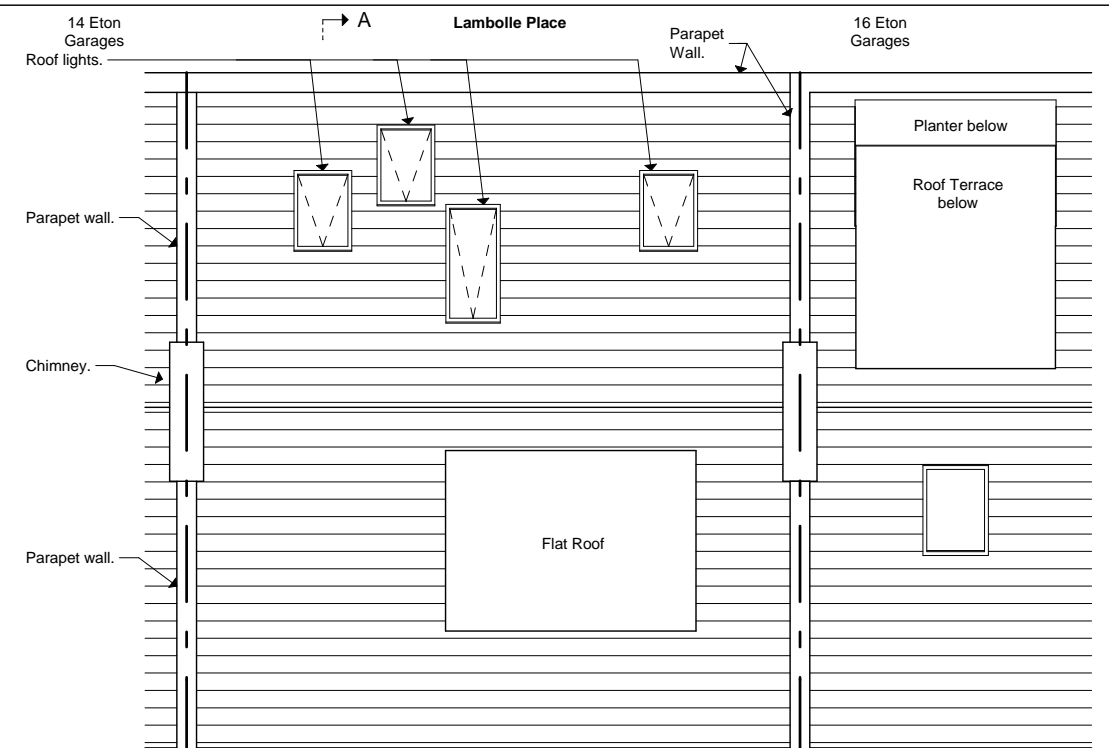 14 Eton
Garages
A
Lambolle Place
Parapet
Wall.
16 Eton
Garages
Roof lights.
Planter below
Roof Terrace
below
Parapet wall.
Chimney.
Flat Roof
Parapet wall.